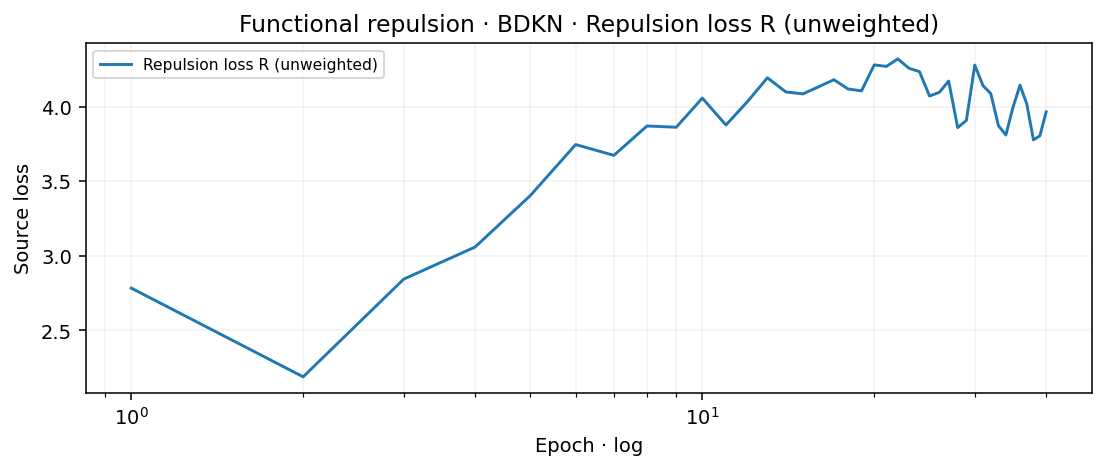 Functional repulsion · BDKN · Repulsion loss R (unweighted)
Repulsion loss R (unweighted)
4.0
3.5
3.0
2.5
Source loss
10⁰
10¹
Epoch · log